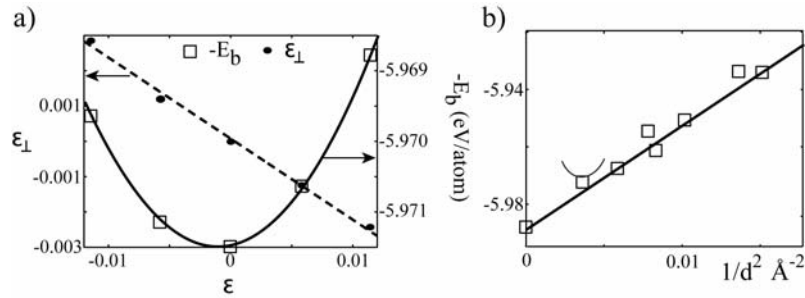 a)
-E_b ε⊥
ε⊥
0.001
-0.001
-0.003
-5.969
-5.970
-5.971
-0.01 0 0.01
ε
b)
-E_b (eV/atom)
-5.94
-5.98
0 0.01
1/d² Å⁻²